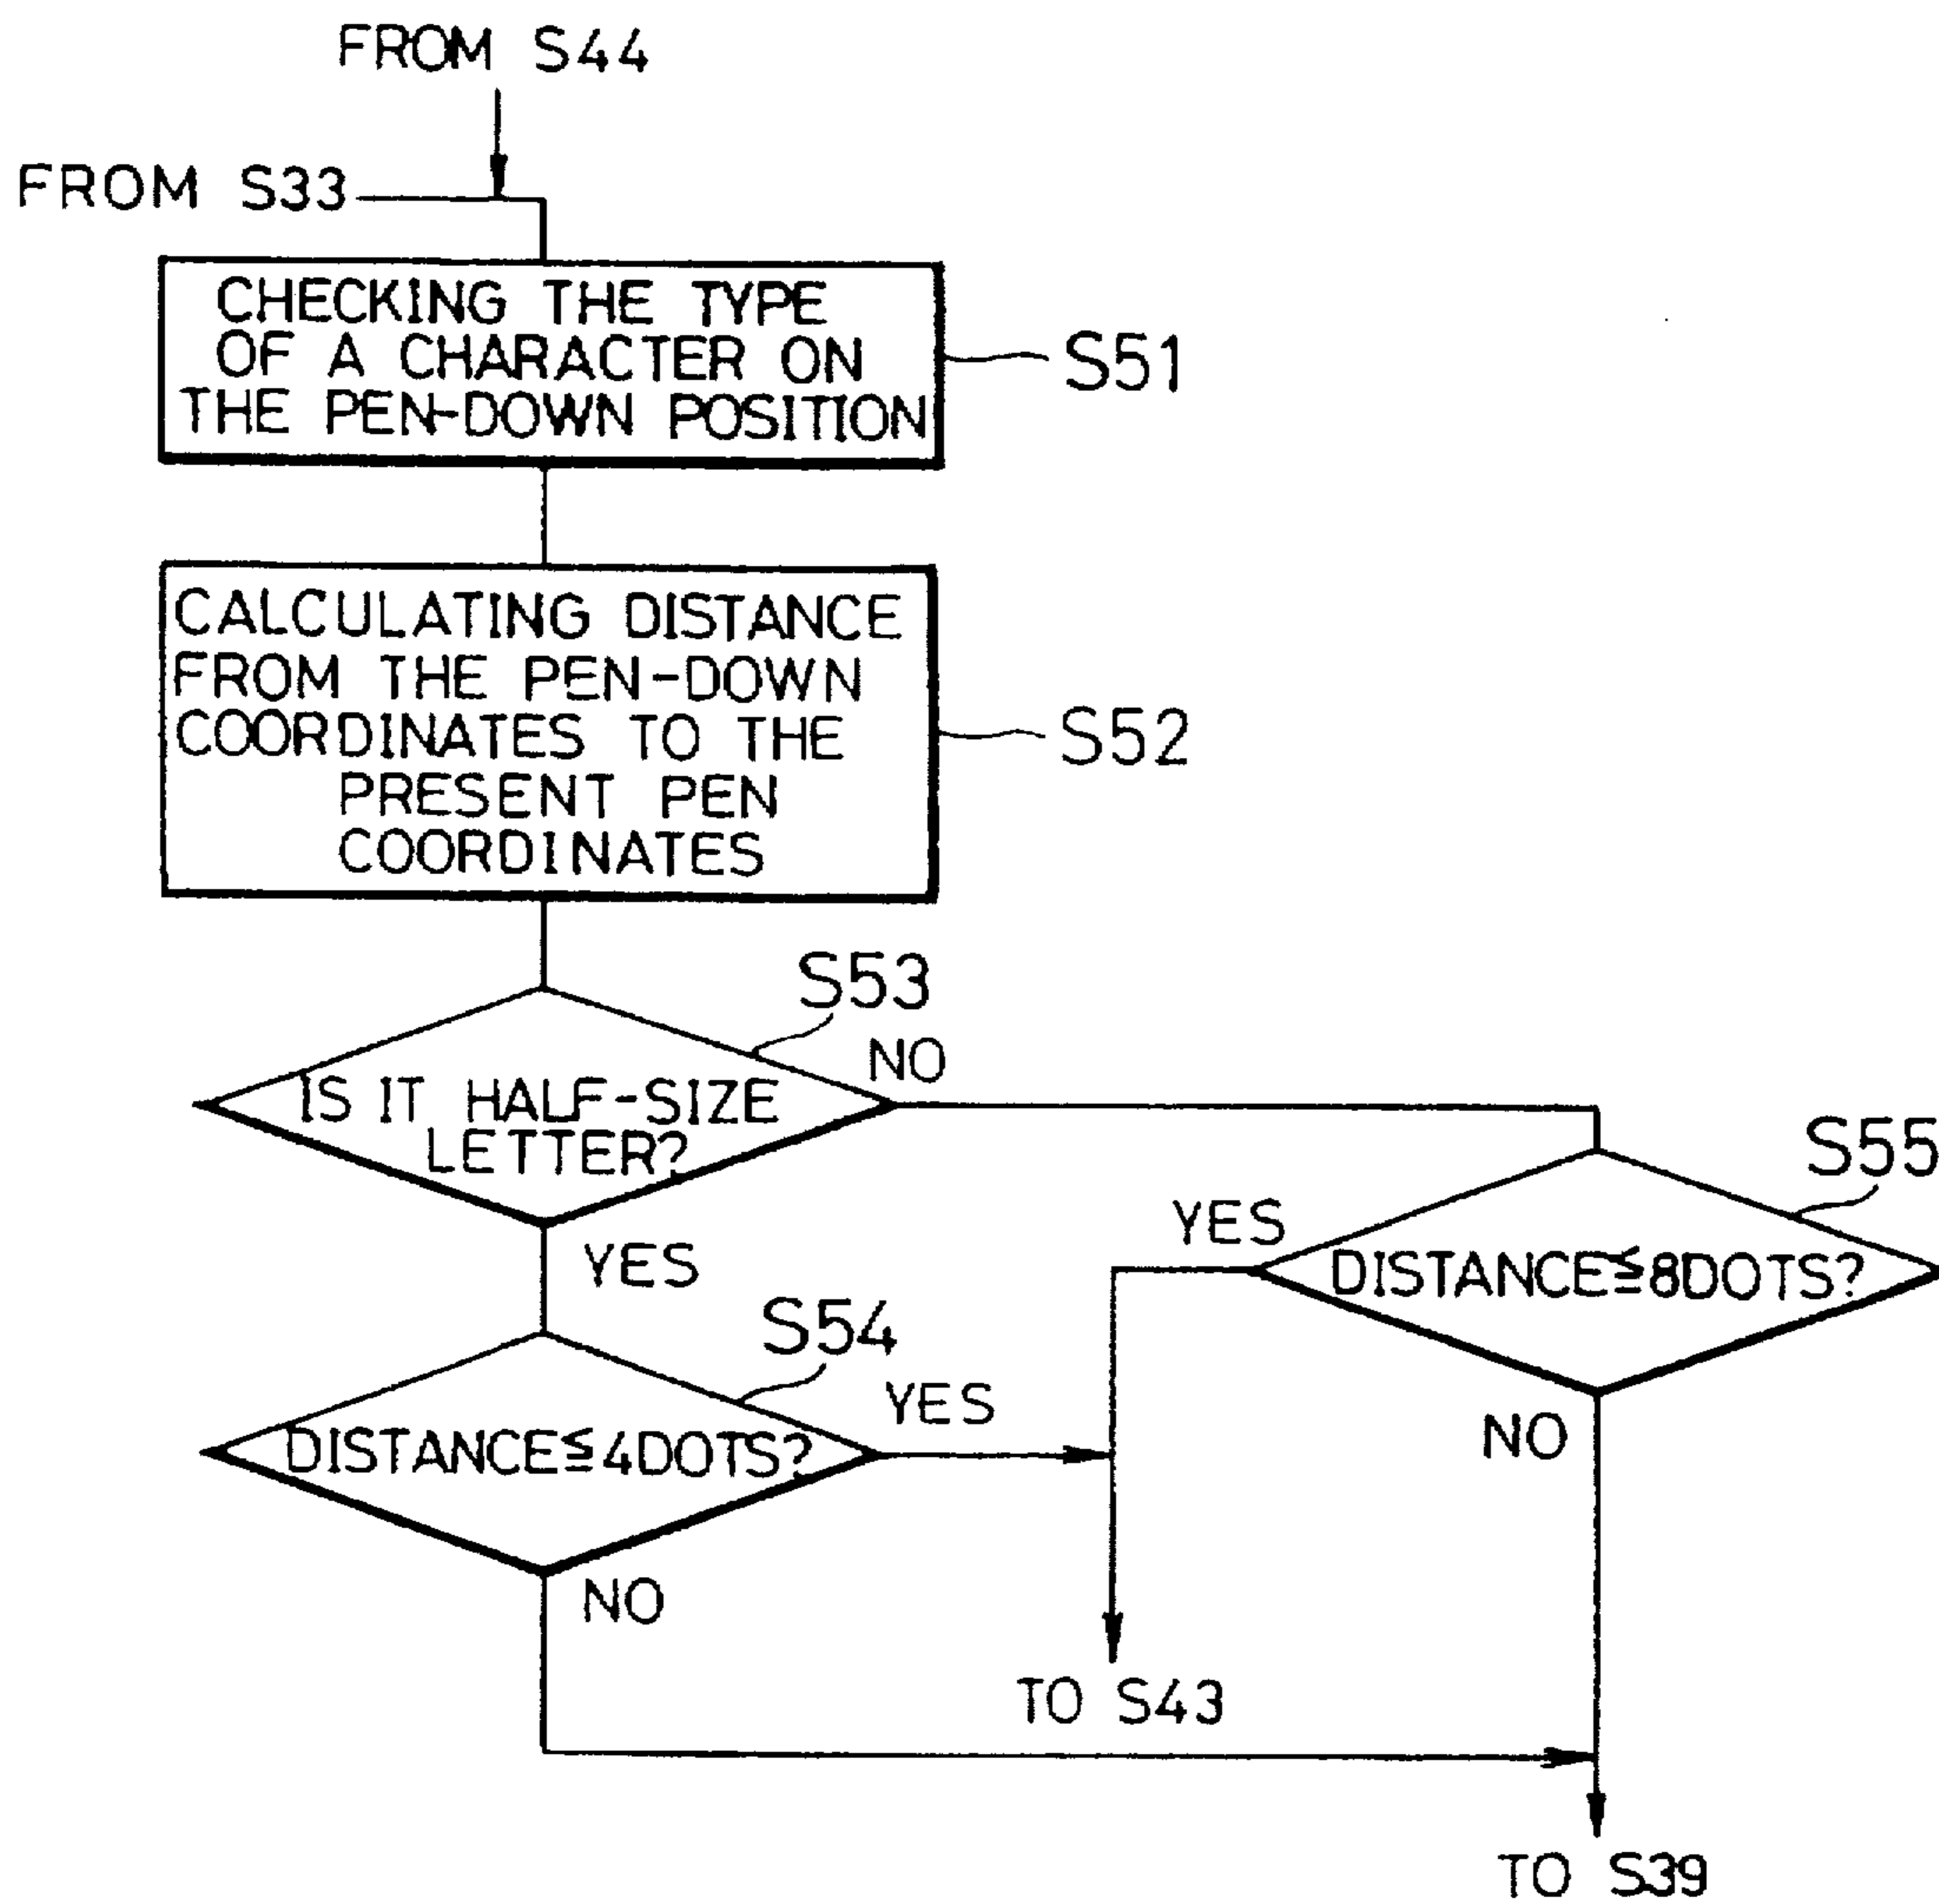 FROM S44
FROM S33
CHECKING THE TYPE
OF A CHARACTER ON
THE PEN-DOWN POSITION
S51
CALCULATING DISTANCE
FROM THE PEN-DOWN
COORDINATES TO THE
PRESENT PEN
COORDINATES
S52
S53
IS IT HALF-SIZE
LETTER?
NO
YES
S55
DISTANCE≦8DOTS?
YES
NO
S54
DISTANCE≦4DOTS?
YES
NO
TO S43
TO S39